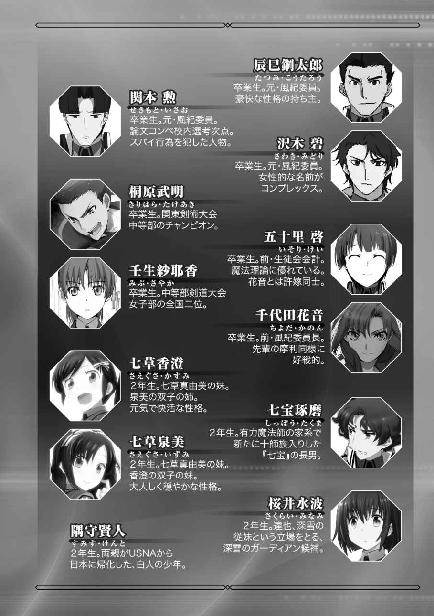 辰巳鋼太郎
たつみ・こうたろう
卒業生。元・風紀委員。
豪快な性格の持ち主。
関本 勲
せきもと・いさお
卒業生。元・風紀委員。
論文コンペ校内選考次点。
スパイ行為を犯した人物。
沢木 碧
さわき・みどり
卒業生。元・風紀委員。
女性的な名前が
コンプレックス。
桐原武明
きりはら・たけあき
卒業生。関東剣術大会
中等部のチャンピオン。
五十里 啓
いそり・けい
卒業生。前・生徒会会計。
魔法理論に優れている。
花音とは許嫁同士。
壬生紗耶香
みぶ・さやか
卒業生。中等部剣道大会
女子部の全国二位。
千代田花音
ちよだ・かのん
卒業生。前・風紀委員長。
先輩の摩利同様に
好戦的。
七草香澄
さえぐさ・かすみ
2年生。七草真由美の妹。
泉美の双子の姉。
元気で快活な性格。
七宝琢磨
しっぽう・たくま
2年生。有力魔法師の家系で
新たに十師族入りした
『七宝』の長男。
七草泉美
さえぐさ・いずみ
2年生。七草真由美の妹。
香澄の双子の妹。
大人しく穏やかな性格。
桜井水波
さくらい・みなみ
2年生。達也、深雪の
従妹という立場をとる、
深雪のガーディアン候補。
隅守賢人
すみす・けんと
2年生。両親がUSNAから
日本に帰化した、白人の少年。